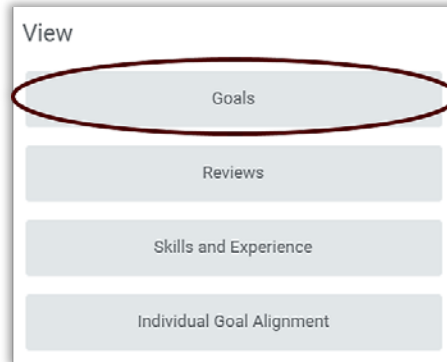 View
Goals
Reviews
Skills and Experience
Individual Goal Alignment